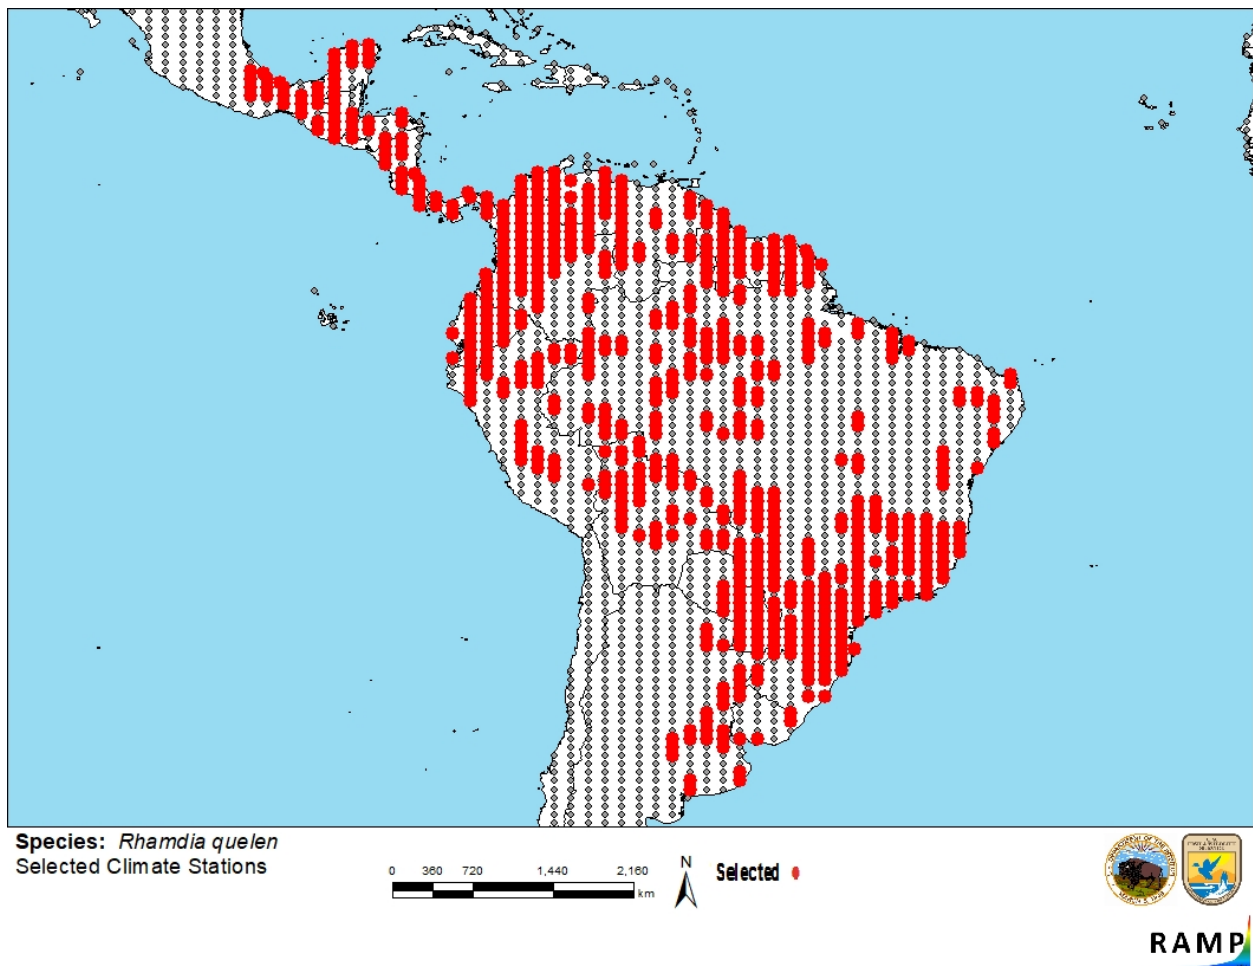 Species: Rhamdia quelen
Selected Climate Stations
0 360 720 1,440 2,160
km
N
Selected
RAMP